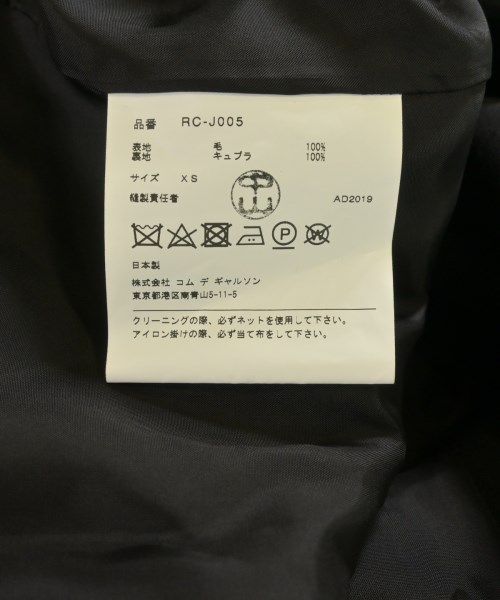 品番 RC-J005
表地 毛 100%
裏地 キュプラ 100%
サイズ XS
縫製責任者 中山 AD2019
日本製
株式会社 コム デ ギャルソン
東京都港区南青山5-11-5
クリーニングの際、必ずネットを使用して下さい。
アイロン掛けの際、必ず当て布をして下さい。